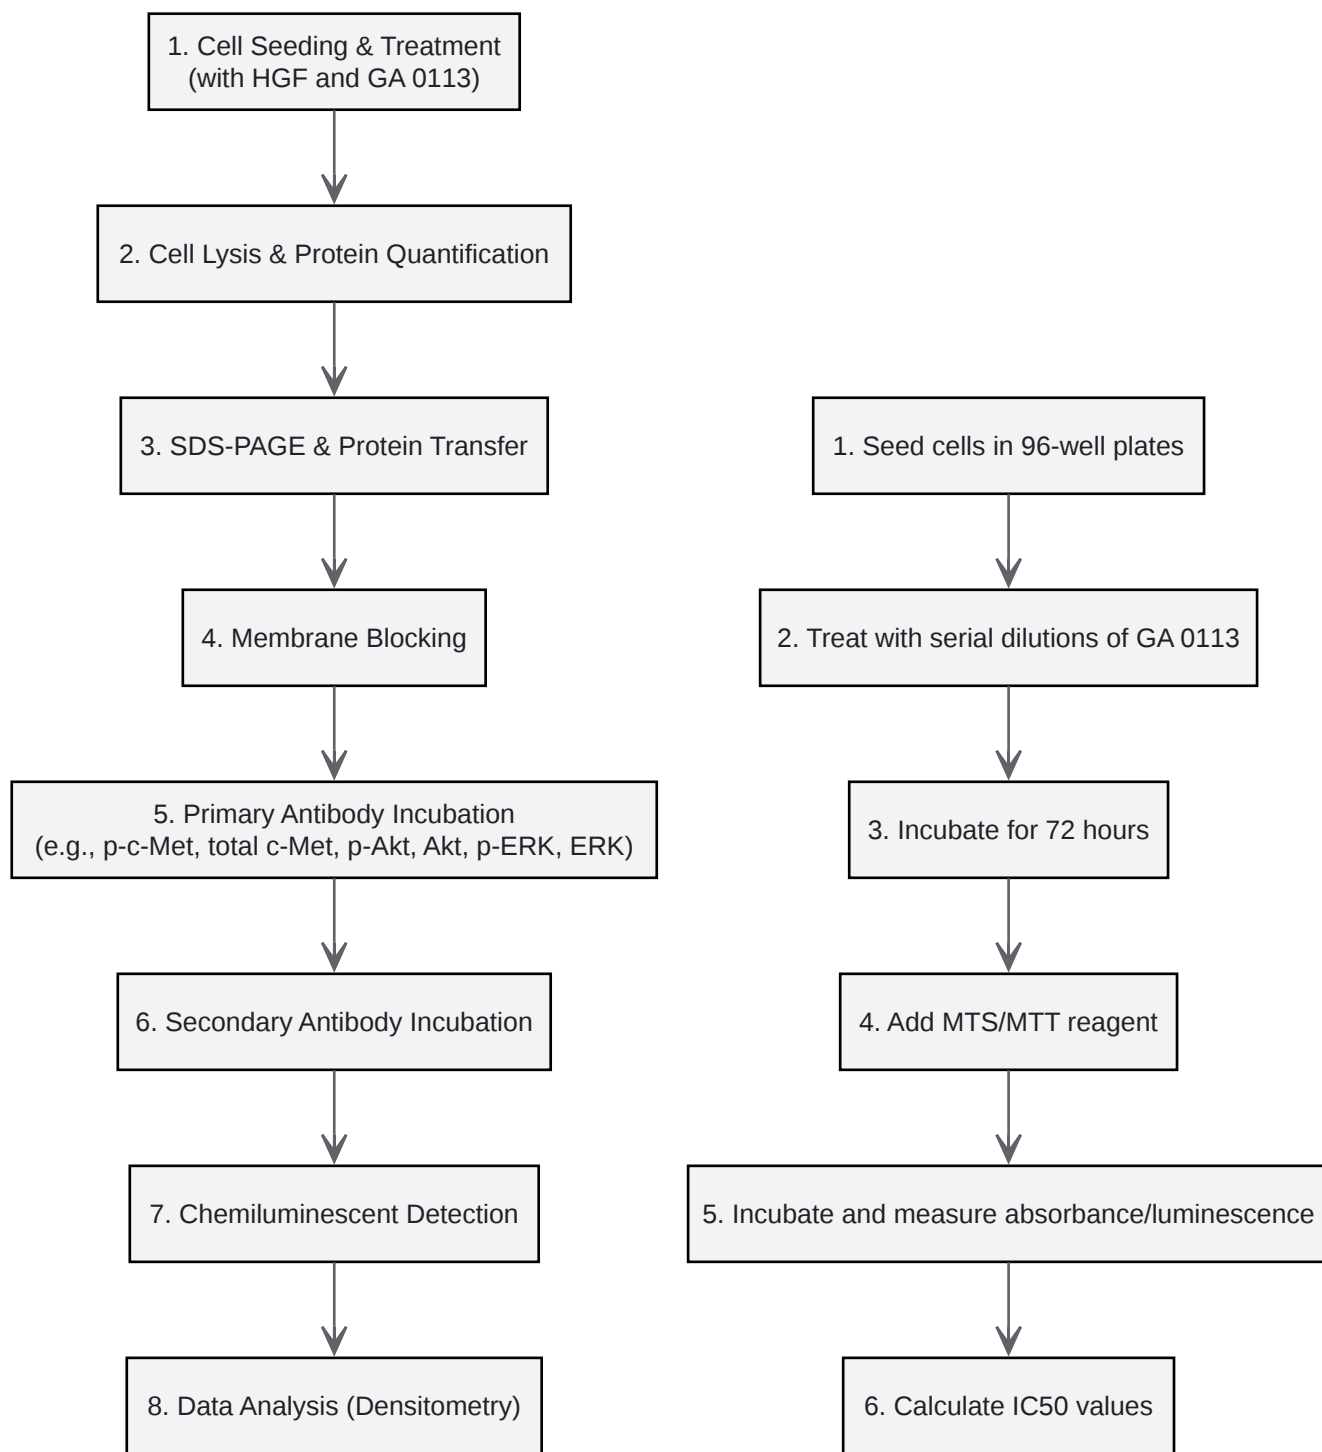 1. Cell Seeding & Treatment
(with HGF and GA 0113)
2. Cell Lysis & Protein Quantification
3. SDS-PAGE & Protein Transfer
4. Membrane Blocking
5. Primary Antibody Incubation
(e.g., p-c-Met, total c-Met, p-Akt, Akt, p-ERK, ERK)
6. Secondary Antibody Incubation
7. Chemiluminescent Detection
8. Data Analysis (Densitometry)
1. Seed cells in 96-well plates
2. Treat with serial dilutions of GA 0113
3. Incubate for 72 hours
4. Add MTS/MTT reagent
5. Incubate and measure absorbance/luminescence
6. Calculate IC50 values